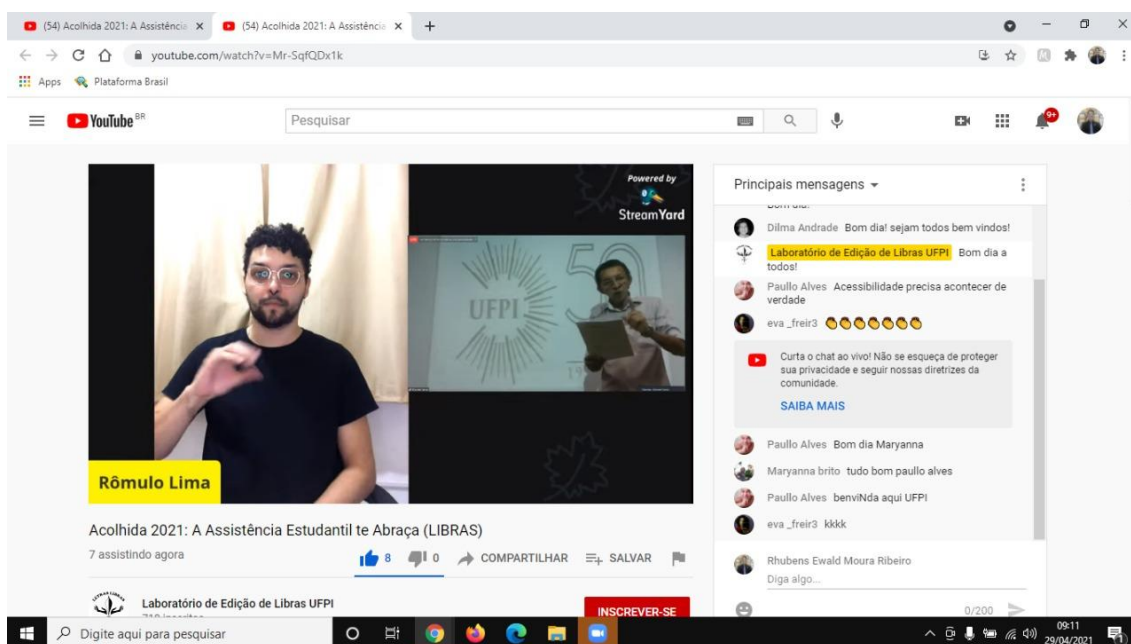 (54) Acolhida 2021: A Assistência
(54) Acolhida 2021: A Assistência
youtube.com/watch?v=Mr-SqfQDx1k
Apps
Plataforma Brasil
YouTube BR
Pesquisar
9+
Powered by
StreamYard
UFPI
50
Rômulo Lima
Acolhida 2021: A Assistência Estudantil te Abraça (LIBRAS)
7 assistindo agora
8
0
COMPARTILHAR
SALVAR
Laboratório de Edição de Libras UFPI
INSCREVER-SE
Principais mensagens
Bom dia!
Dilma Andrade Bom dia! sejam todos bem vindos!
Laboratório de Edição de Libras UFPI Bom dia a
todos!
Paullo Alves Acessibilidade precisa acontecer de
verdade
eva _freir3
Curta o chat ao vivo! Não se esqueça de proteger
sua privacidade e seguir nossas diretrizes da
comunidade.
SAIBA MAIS
Paullo Alves Bom dia Maryanna
Maryanna brito tudo bom paullo alves
Paullo Alves benviNda aqui UFPI
eva _freir3 kkkk
Rhubens Ewald Moura Ribeiro
Diga algo...
0/200
Digite aqui para pesquisar
09:11
29/04/2021